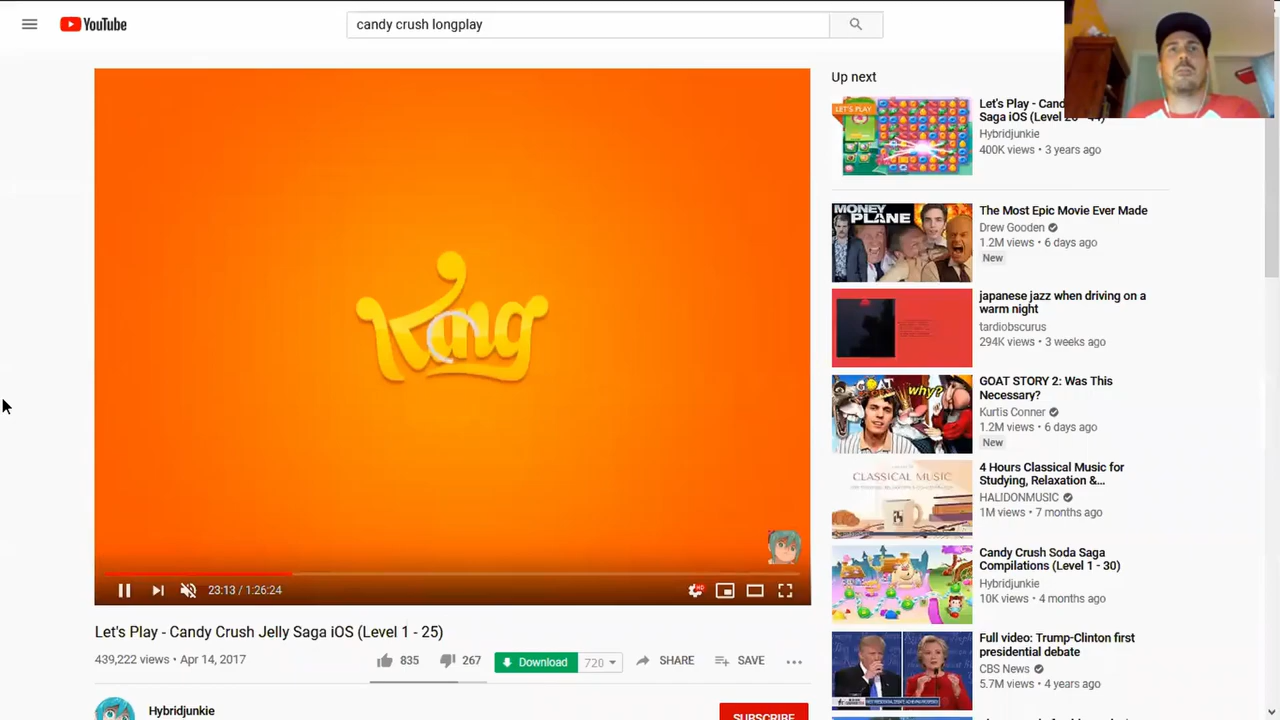 YouTube
candy crush longplay
King
23:13 / 1:26:24
HD
Let's Play - Candy Crush Jelly Saga iOS (Level 1 - 25)
439,222 views • Apr 14, 2017
835
267
Download
720
SHARE
SAVE
SUBSCRIBE
Up next
LET'S PLAY
Let's Play - Cand
Saga iOS (Level
Hybridjunkie
400K views • 3 years ago
MONEY
PLANE
The Most Epic Movie Ever Made
Drew Gooden
1.2M views • 6 days ago
New
japanese jazz when driving on a
warm night
tardiobscurus
294K views • 3 weeks ago
GOAT
why?
GOAT STORY 2: Was This
Necessary?
Kurtis Conner
1.2M views • 6 days ago
New
CLASSICAL MUSIC
4 Hours Classical Music for
Studying, Relaxation &...
HALIDONMUSIC
1M views • 7 months ago
Candy Crush Soda Saga
Compilations (Level 1 - 30)
Hybridjunkie
10K views • 4 months ago
Full video: Trump-Clinton first
presidential debate
CBS News
5.7M views • 4 years ago